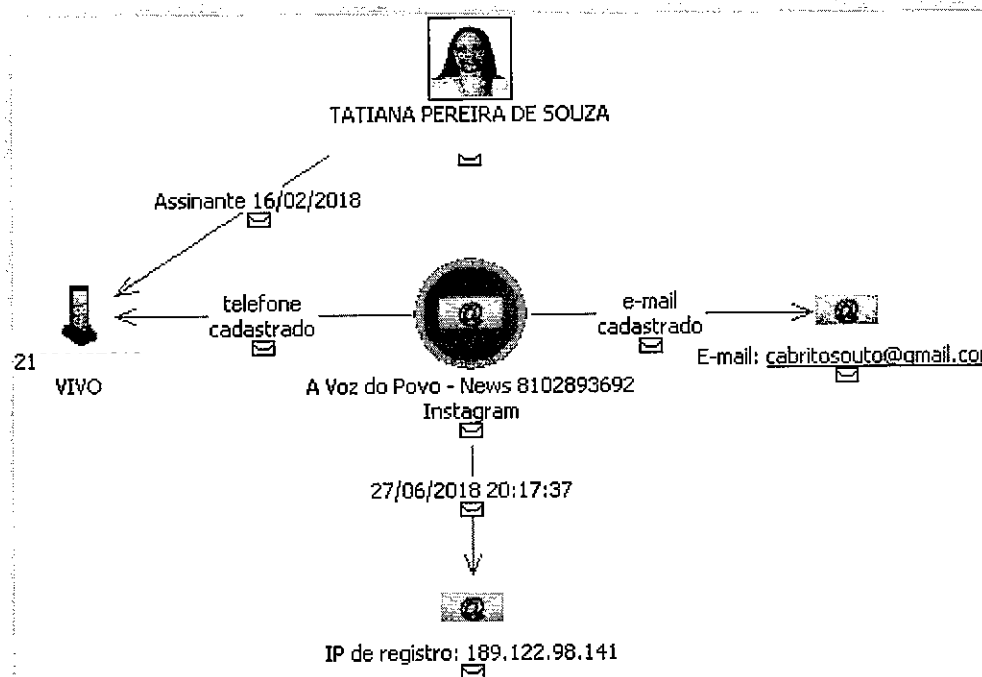 TATIANA PEREIRA DE SOUZA
Assinante 16/02/2018
telefone
cadastrado
e-mail
cadastrado
21
VIVO
A Voz do Povo - News 8102893692
Instagram
E-mail: cabritosouto@gmail.com
27/06/2018 20:17:37
IP de registro: 189.122.98.141